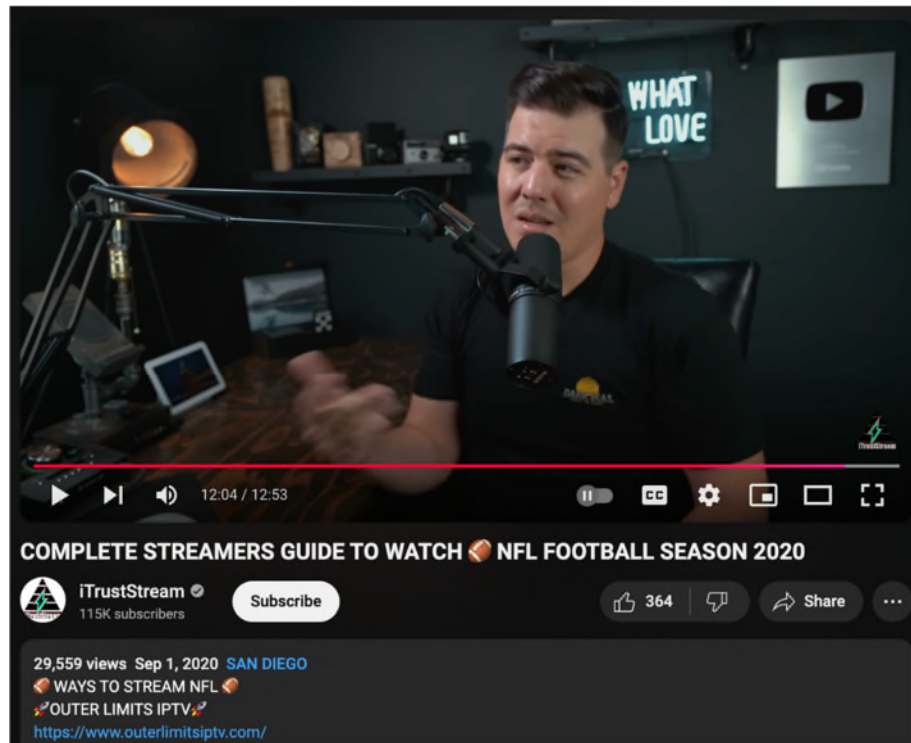 WHAT
LOVE
iTrustStream
12:04 / 12:53
CC
COMPLETE STREAMERS GUIDE TO WATCH 🏈 NFL FOOTBALL SEASON 2020
iTrustStream
115K subscribers
Subscribe
364
Share
29,559 views Sep 1, 2020 SAN DIEGO
🏈 WAYS TO STREAM NFL 🏈
🚀OUTER LIMITS IPTV🚀
https://www.outerlimitsiptv.com/